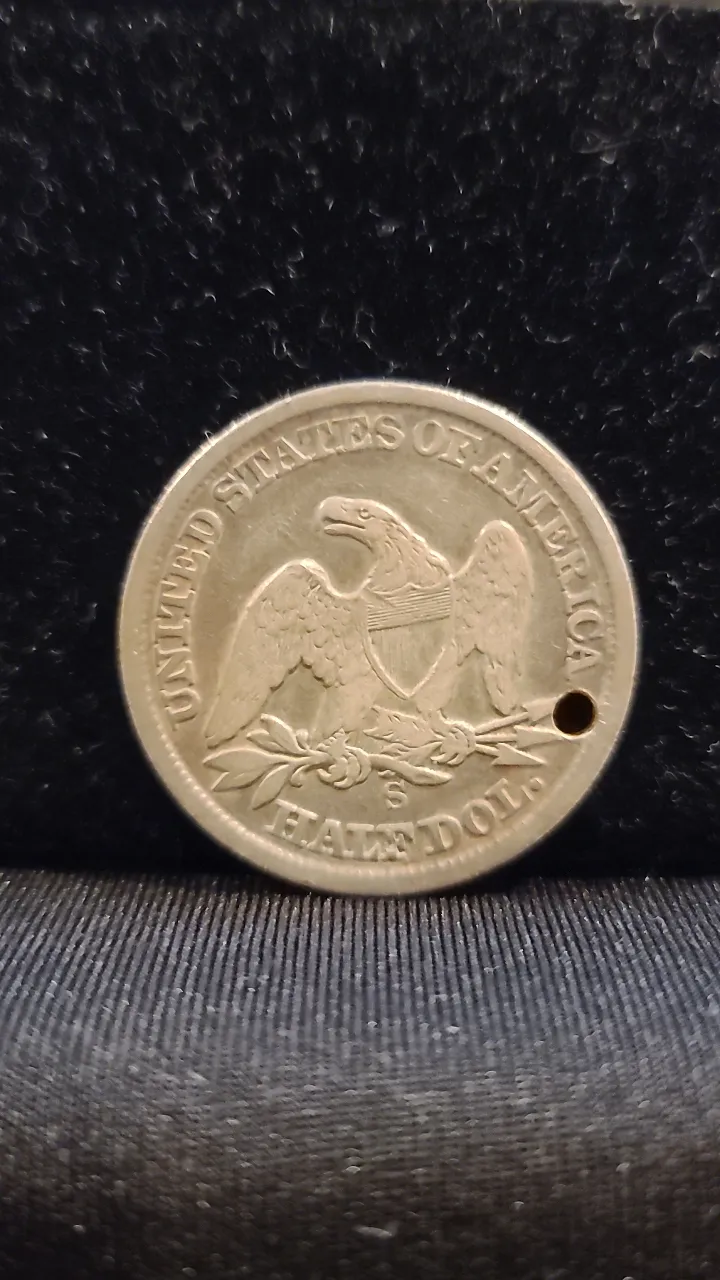 UNITED STATES OF AMERICA
S
HALF DOL.